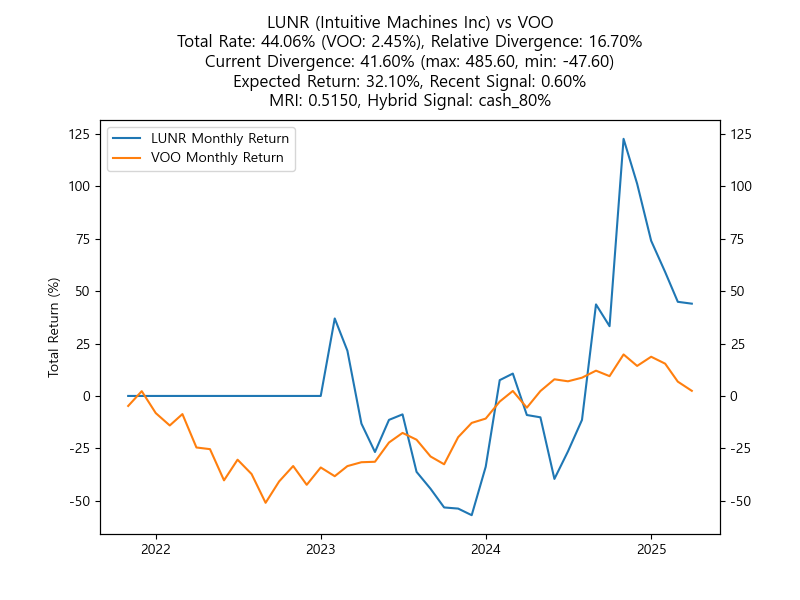 LUNR (Intuitive Machines Inc) vs VOO
Total Rate: 44.06% (VOO: 2.45%), Relative Divergence: 16.70%
Current Divergence: 41.60% (max: 485.60, min: -47.60)
Expected Return: 32.10%, Recent Signal: 0.60%
MRI: 0.5150, Hybrid Signal: cash_80%
LUNR Monthly Return
VOO Monthly Return
Total Return (%)
125
100
75
50
25
0
-25
-50
125
100
75
50
25
0
-25
-50
2022
2023
2024
2025